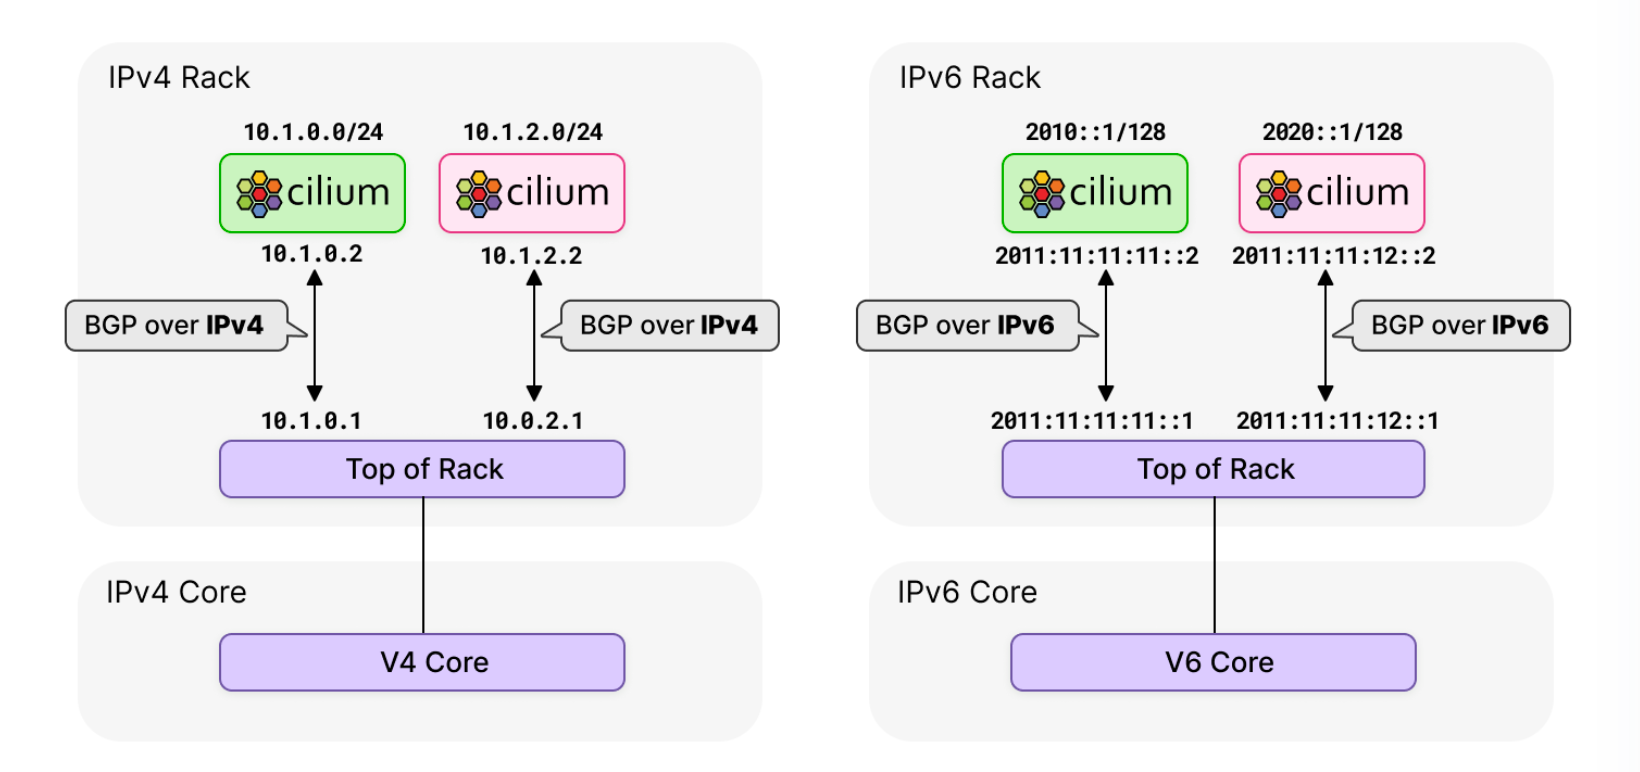 IPv4 Rack
10.1.0.0/24
10.1.2.0/24
cilium
cilium
10.1.0.2
10.1.2.2
BGP over IPv4
BGP over IPv4
10.1.0.1
10.0.2.1
Top of Rack
IPv4 Core
V4 Core
IPv6 Rack
2010::1/128
2020::1/128
cilium
cilium
2011:11:11:11::2
2011:11:11:12::2
BGP over IPv6
BGP over IPv6
2011:11:11:11::1
2011:11:11:12::1
Top of Rack
IPv6 Core
V6 Core